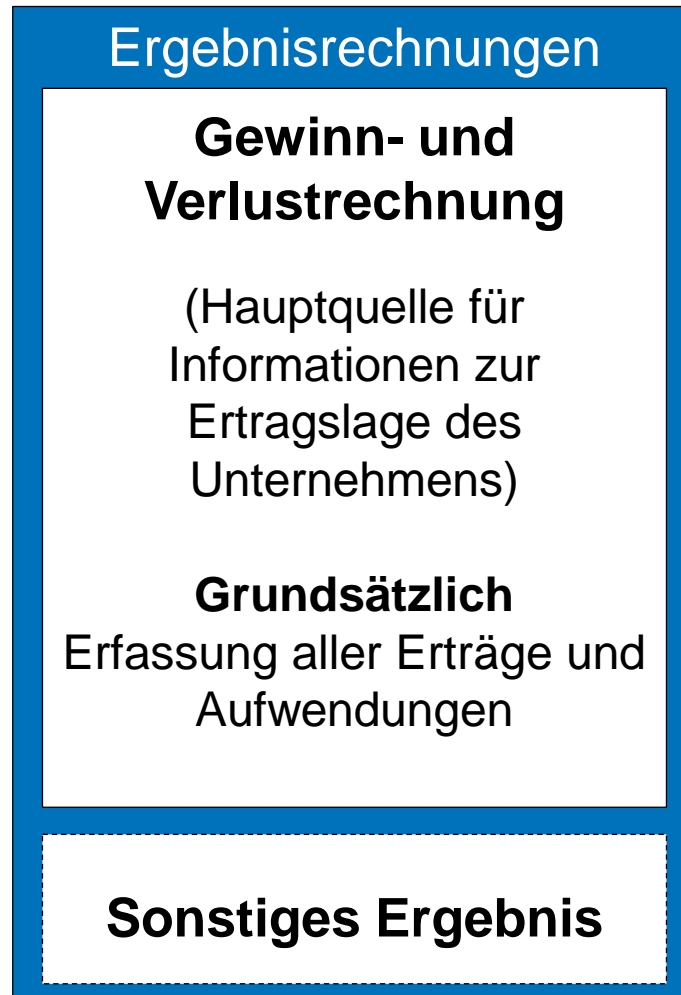 Ergebnisrechnungen
Gewinn- und
Verlustrechnung
(Hauptquelle für
Informationen zur
Ertragslage des
Unternehmens)
Grundsätzlich
Erfassung aller Erträge und
Aufwendungen
Sonstiges Ergebnis